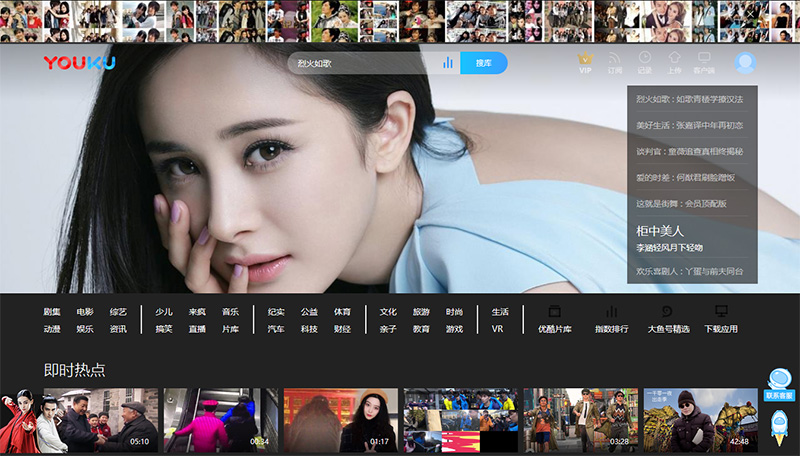 YOUKU
烈火如歌
搜库
VIP
订阅
记录
上传
客户端
烈火如歌：如歌青稞学撩汉法
美好生活：张嘉译中年再初恋
谈判官：童薇追查真相终揭秘
爱的时差：何猷君刷脸蹭饭
这就是街舞：会员顶配版
柜中美人
李涵轻风月下轻吻
欢乐喜剧人：丫蛋与前夫同台
剧集 电影 综艺 少儿 来疯 音乐 纪实 公益 体育 文化 旅游 时尚 生活
动漫 娱乐 资讯 搞笑 直播 片库 汽车 科技 财经 亲子 教育 游戏 VR 优酷片库 指数排行 大鱼号精选 下载应用
即时热点
联系客服
05:10
00:34
01:17
03:28
42:48